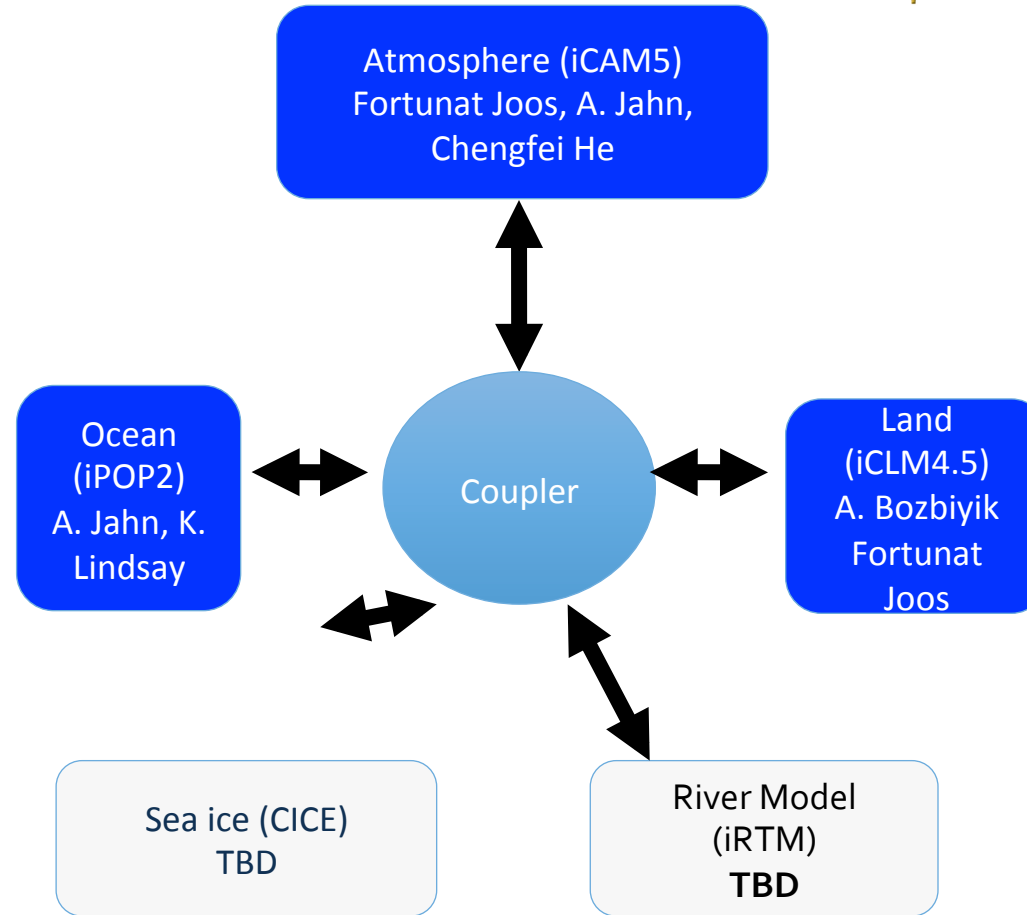 Atmosphere (iCAM5)
Fortunat Joos, A. Jahn,
Chengfei He
Ocean
(iPOP2)
A. Jahn, K.
Lindsay
Coupler
Land
(iCLM4.5)
A. Bozbiyik
Fortunat
Joos
Sea ice (CICE)
TBD
River Model
(iRTM)
TBD